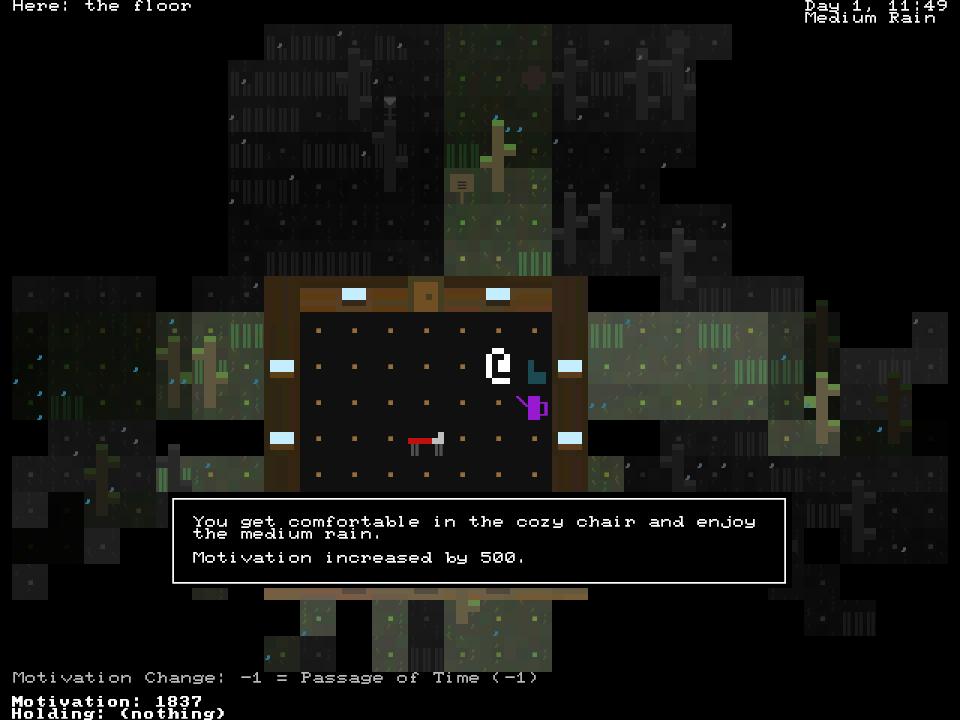 Here: the floor
Day 1, 11:49
Medium Rain
You get comfortable in the cozy chair and enjoy
the medium rain.
Motivation increased by 500.
Motivation Change: -1 = Passage of Time (-1)
Motivation: 1837
Holding: (nothing)